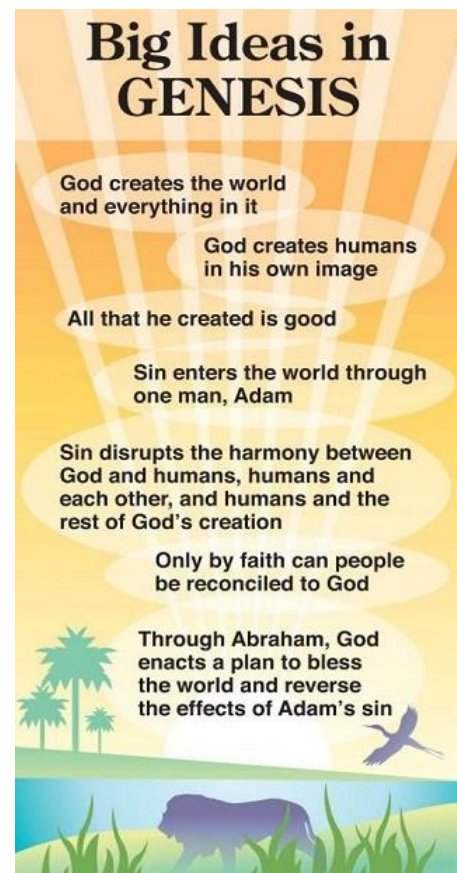 Big Ideas in
GENESIS
God creates the world
and everything in it
God creates humans
in his own image
All that he created is good
Sin enters the world through
one man, Adam
Sin disrupts the harmony between
God and humans, humans and
each other, and humans and the
rest of God’s creation
Only by faith can people
be reconciled to God
Through Abraham, God
enacts a plan to bless
the world and reverse
the effects of Adam’s sin